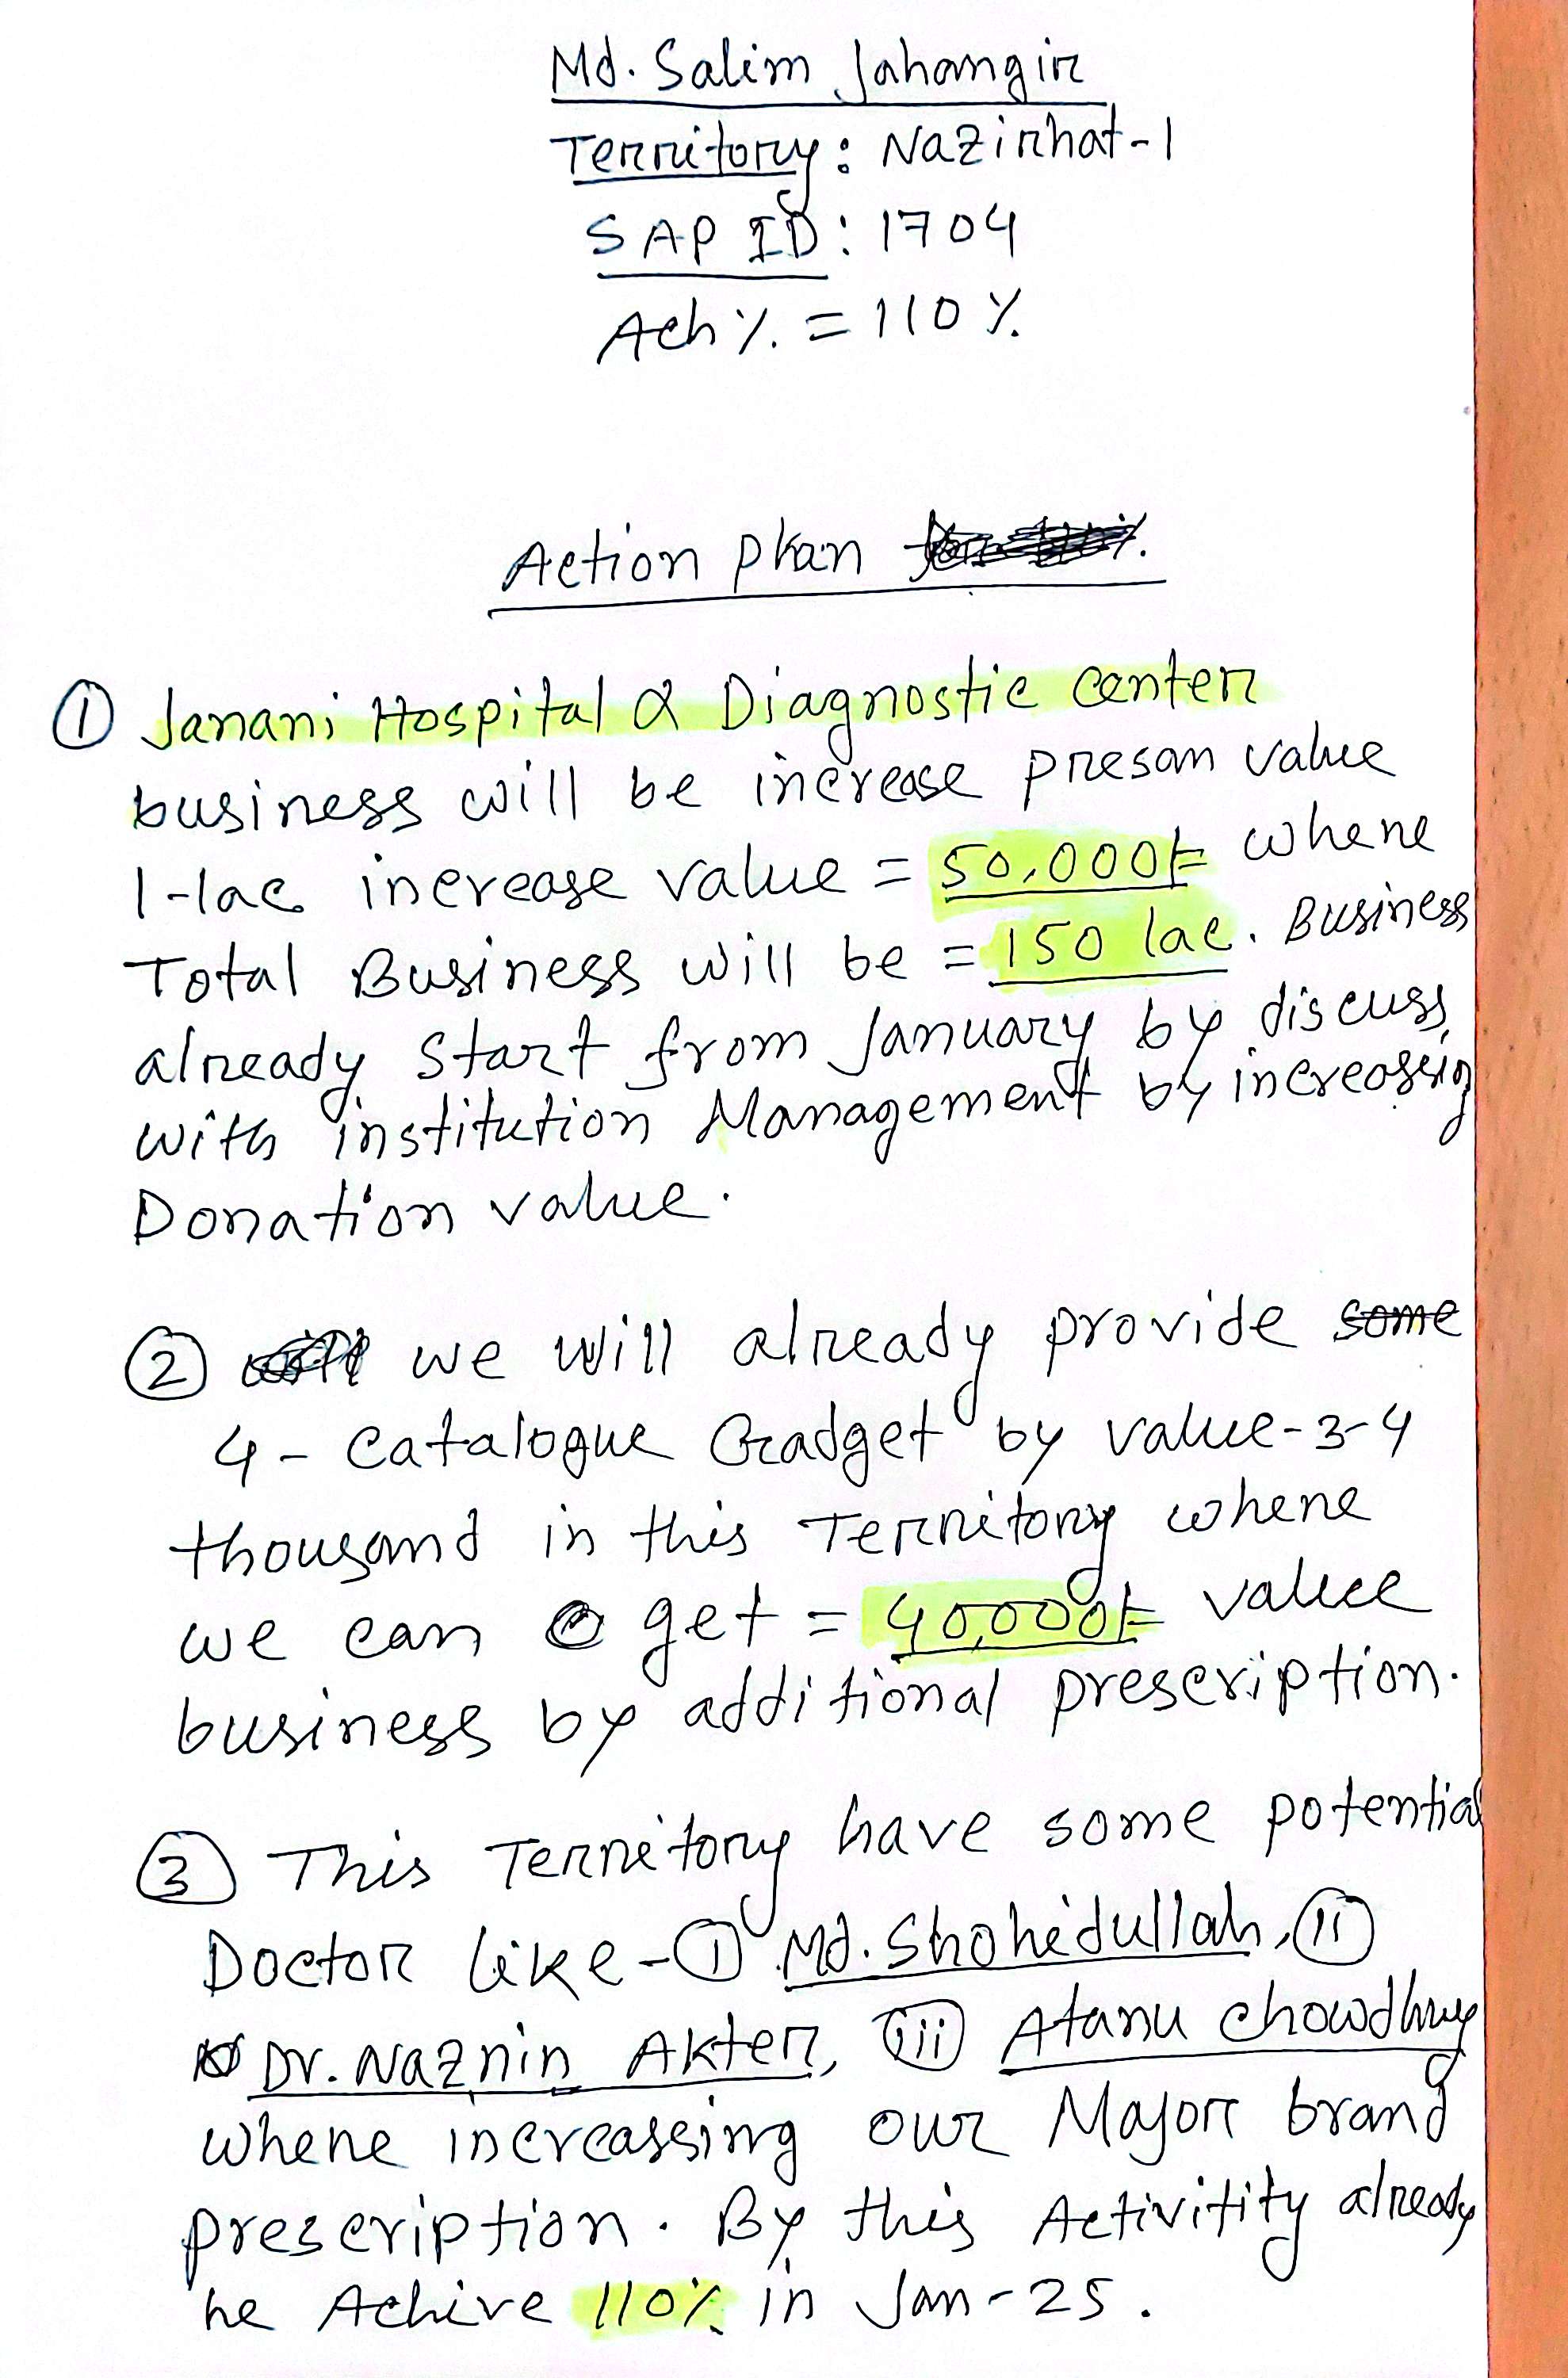 Md. Salim Jahangir
Territory: Nazirhat-1
SAP ID: 1704
Ach % = 110 %
Action plan
① Janani Hospital & Diagnostic center
business will be increase presan value
1-lac increase value = 50,000/= where
Total Business will be = 150 lac. Business
already start from January by discuss
with institution Management by increassing
Donation value.
② we will already provide some
4- catalogue Gadget by value-3-4
thousand in this Territory where
we can get = 40,000/= value
business by additional prescription.
③ This Territory have some potential
Doctor like-① Md. Shohidullah, ⅱ
Dr. Naznin Akter, ⅲ Atanu chowdhury
where increassing our Major brand
prescription. By this Activitity already
he Achive 110% in Jan-25.